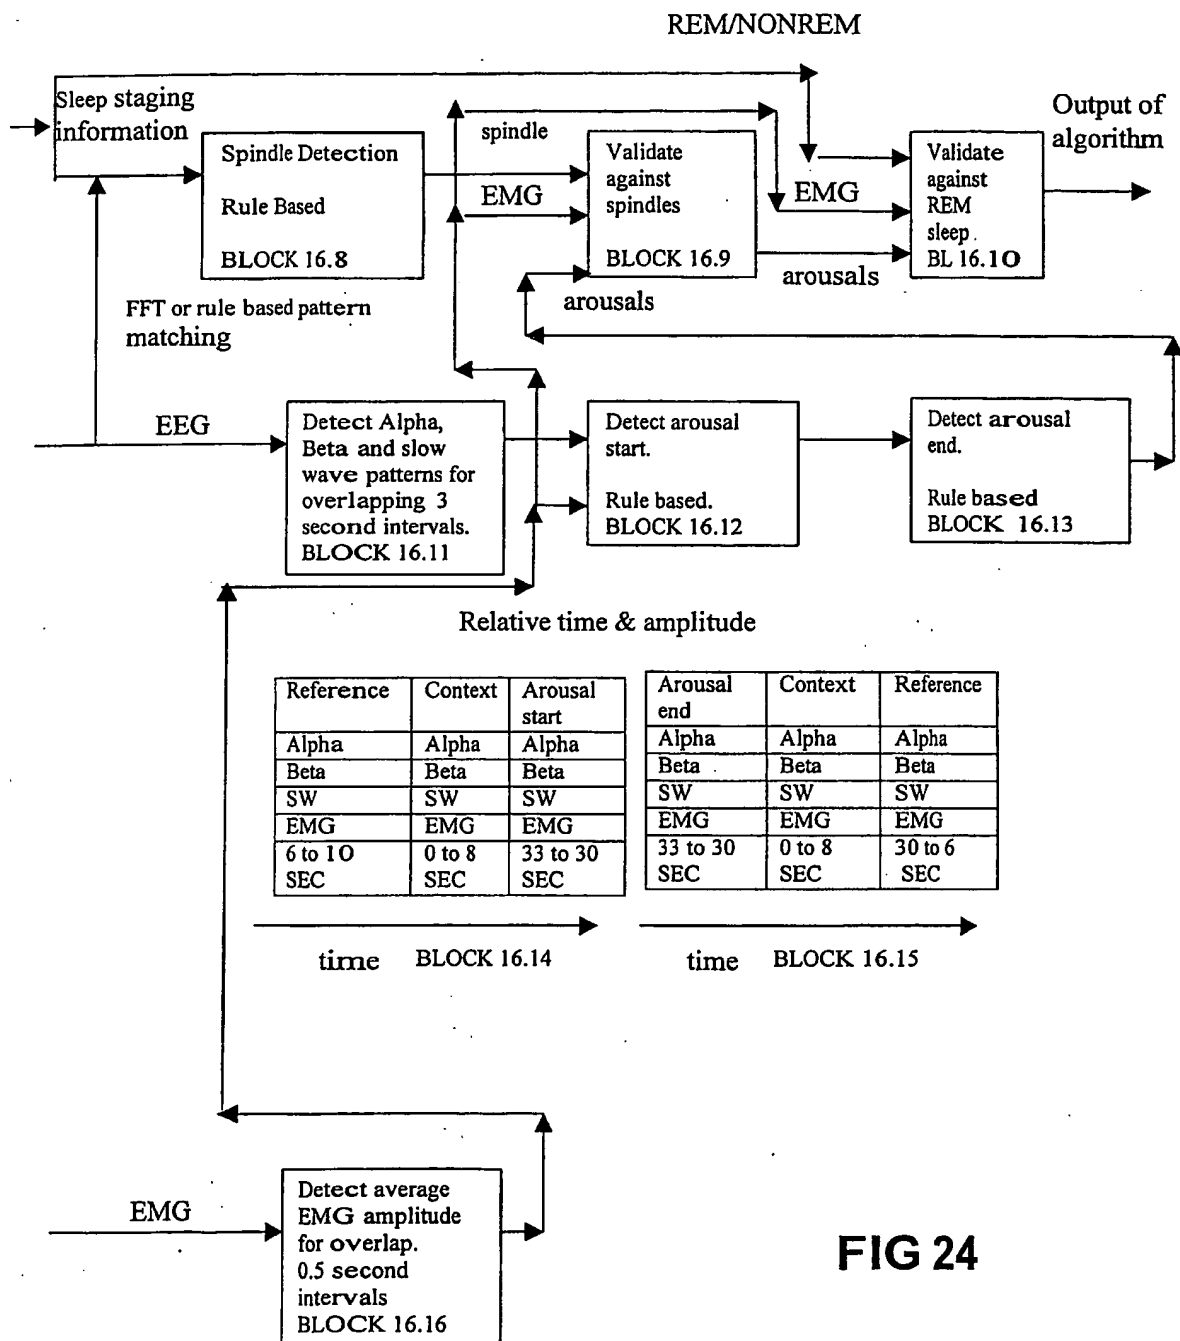 REM/NONREM
Sleep staging
information
Output of
algorithm
spindle
Spindle Detection
Rule Based
BLOCK 16.8
EMG
Validate
against
spindles
BLOCK 16.9
EMG
Validate
against
REM
sleep.
BL 16.10
arousals
arousals
FFT or rule based pattern
matching
EEG
Detect Alpha,
Beta and slow
wave patterns for
overlapping 3
second intervals.
BLOCK 16.11
Detect arousal
start.
Rule based.
BLOCK 16.12
Detect arousal
end.
Rule based
BLOCK 16.13
Relative time & amplitude
Reference Context Arousal
start
Alpha Alpha Alpha
Beta Beta Beta
SW SW SW
EMG EMG EMG
6 to 10 0 to 8 33 to 30
SEC SEC SEC
time BLOCK 16.14
Arousal Context Reference
end
Alpha Alpha Alpha
Beta Beta Beta
SW SW SW
EMG EMG EMG
33 to 30 0 to 8 30 to 6
SEC SEC SEC
time BLOCK 16.15
EMG
Detect average
EMG amplitude
for overlap.
0.5 second
intervals
BLOCK 16.16
FIG 24